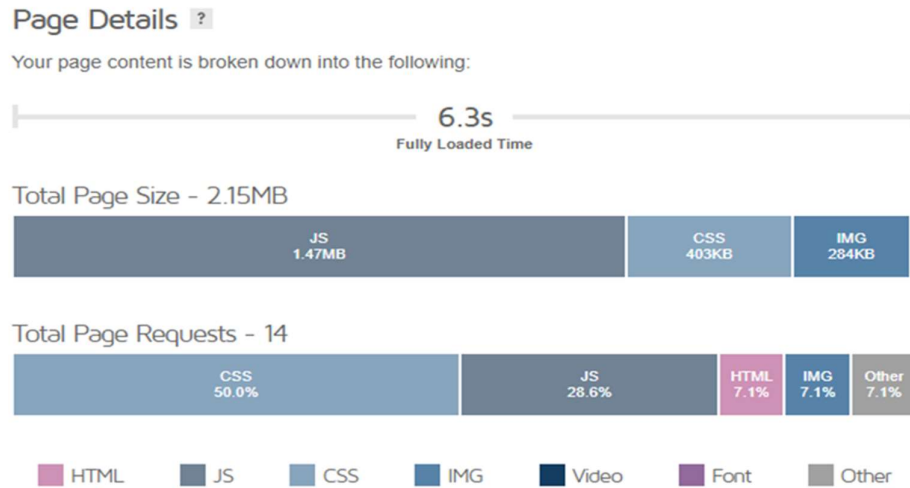 Page Details ?
Your page content is broken down into the following:
6.3s
Fully Loaded Time
Total Page Size - 2.15MB
JS
1.47MB
CSS
403KB
IMG
284KB
Total Page Requests - 14
CSS
50.0%
JS
28.6%
HTML
7.1%
IMG
7.1%
Other
7.1%
HTML JS CSS IMG Video Font Other